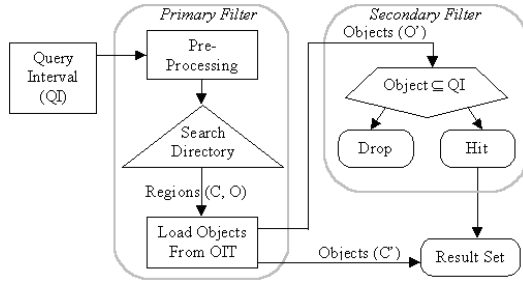 Primary Filter
Secondary Filter
Query
Interval
(QI)
Pre-
Processing
Search
Directory
Regions (C, O)
Load Objects
From OIT
Objects (O')
Object ⊆ QI
Drop
Hit
Objects (C')
Result Set